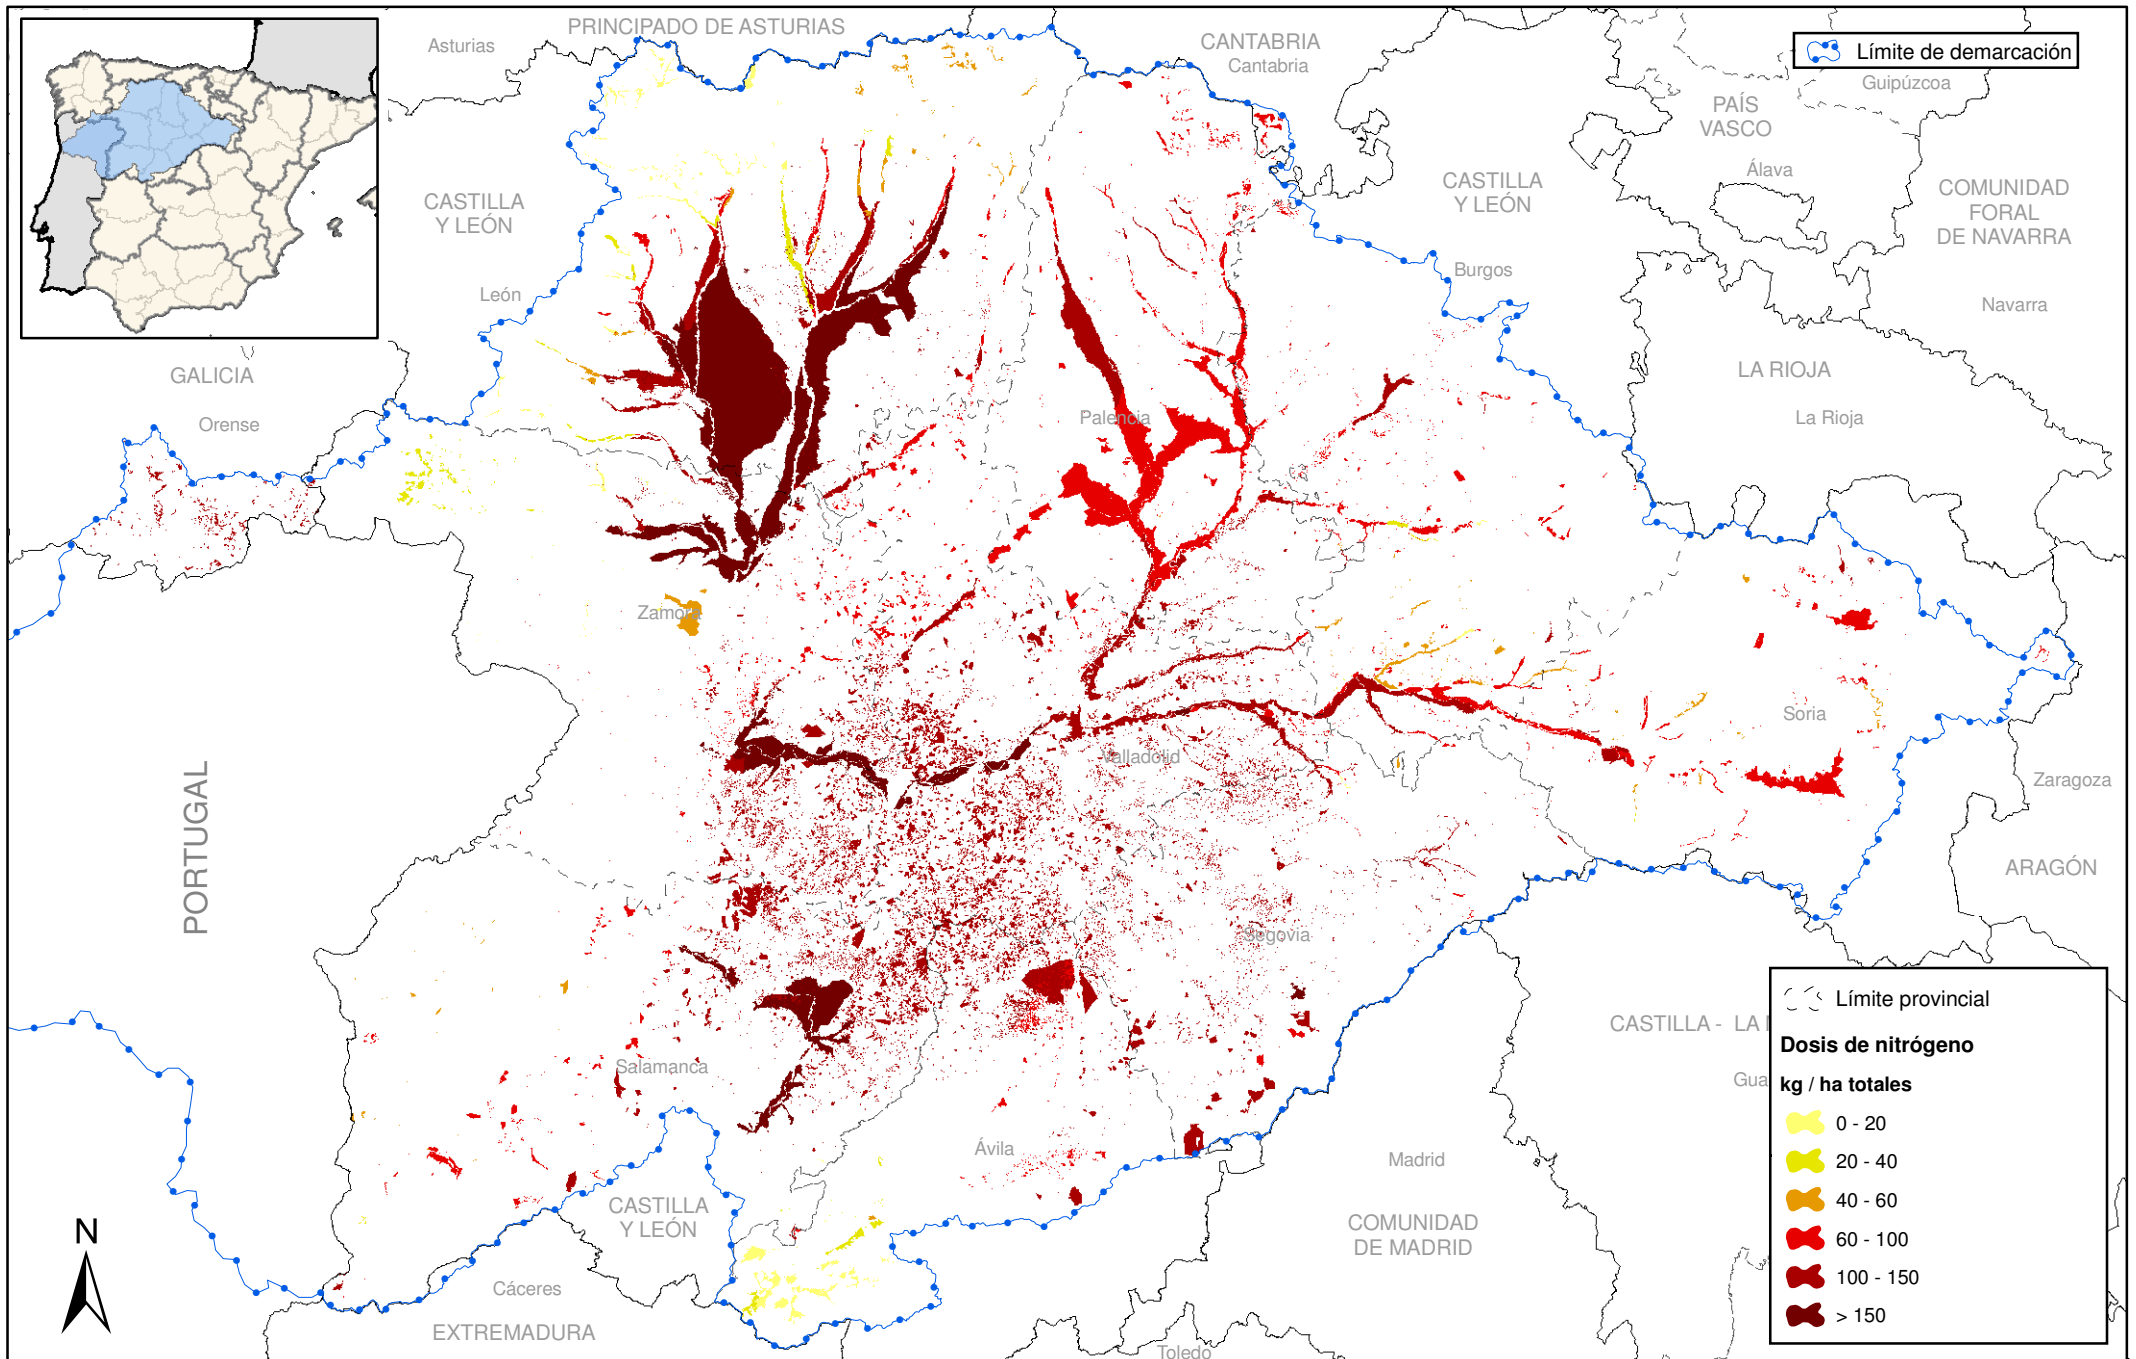 PRINCIPADO DE ASTURIAS
Asturias
CANTABRIA
Cantabria
Límite de demarcación
Guipúzcoa
PAÍS
VASCO
Álava
CASTILLA
Y LEÓN
CASTILLA
Y LEÓN
COMUNIDAD
FORAL
DE NAVARRA
Burgos
León
Navarra
GALICIA
LA RIOJA
Orense
Palencia
La Rioja
Zamora
Soria
Valladolid
Zaragoza
PORTUGAL
ARAGÓN
Segovia
Límite provincial
CASTILLA - LA
Dosis de nitrógeno
Salamanca
Gua
kg / ha totales
0 - 20
Ávila
Madrid
20 - 40
CASTILLA
Y LEÓN
40 - 60
COMUNIDAD
DE MADRID
N
60 - 100
Cáceres
100 - 150
EXTREMADURA
> 150
Toledo